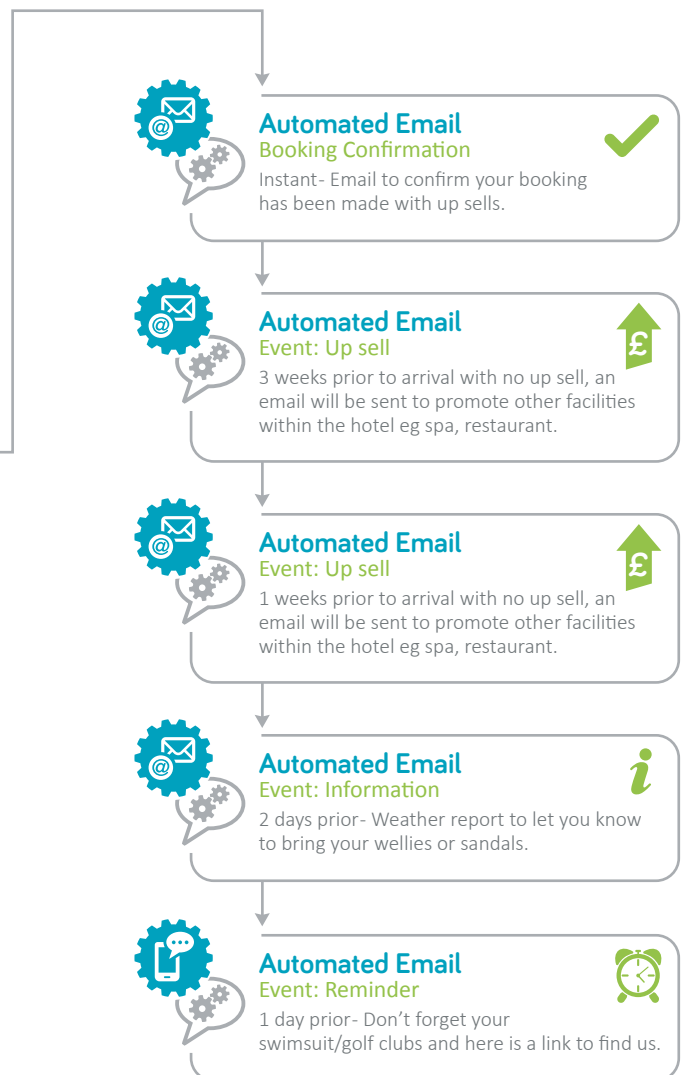 Automated Email
Booking Confirmation
Instant- Email to confirm your booking
has been made with up sells.
@
Automated Email
Event: Up sell
3 weeks prior to arrival with no up sell, an
email will be sent to promote other facilities
within the hotel eg spa, restaurant.
@
£
Automated Email
Event: Up sell
1 weeks prior to arrival with no up sell, an
email will be sent to promote other facilities
within the hotel eg spa, restaurant.
@
£
Automated Email
Event: Information
2 days prior- Weather report to let you know
to bring your wellies or sandals.
@
i
Automated Email
Event: Reminder
1 day prior- Don’t forget your
swimsuit/golf clubs and here is a link to find us.